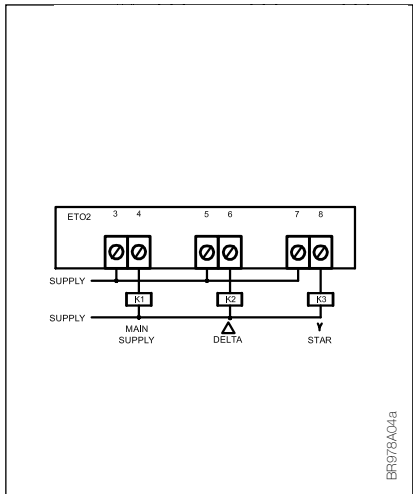 ETO2 3 4 5 6 7 8
SUPPLY
K1 K2 K3
SUPPLY
MAIN DELTA STAR
SUPPLY
BR978A04a